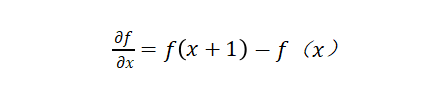 ∂f/∂x = f(x + 1) − f （x）